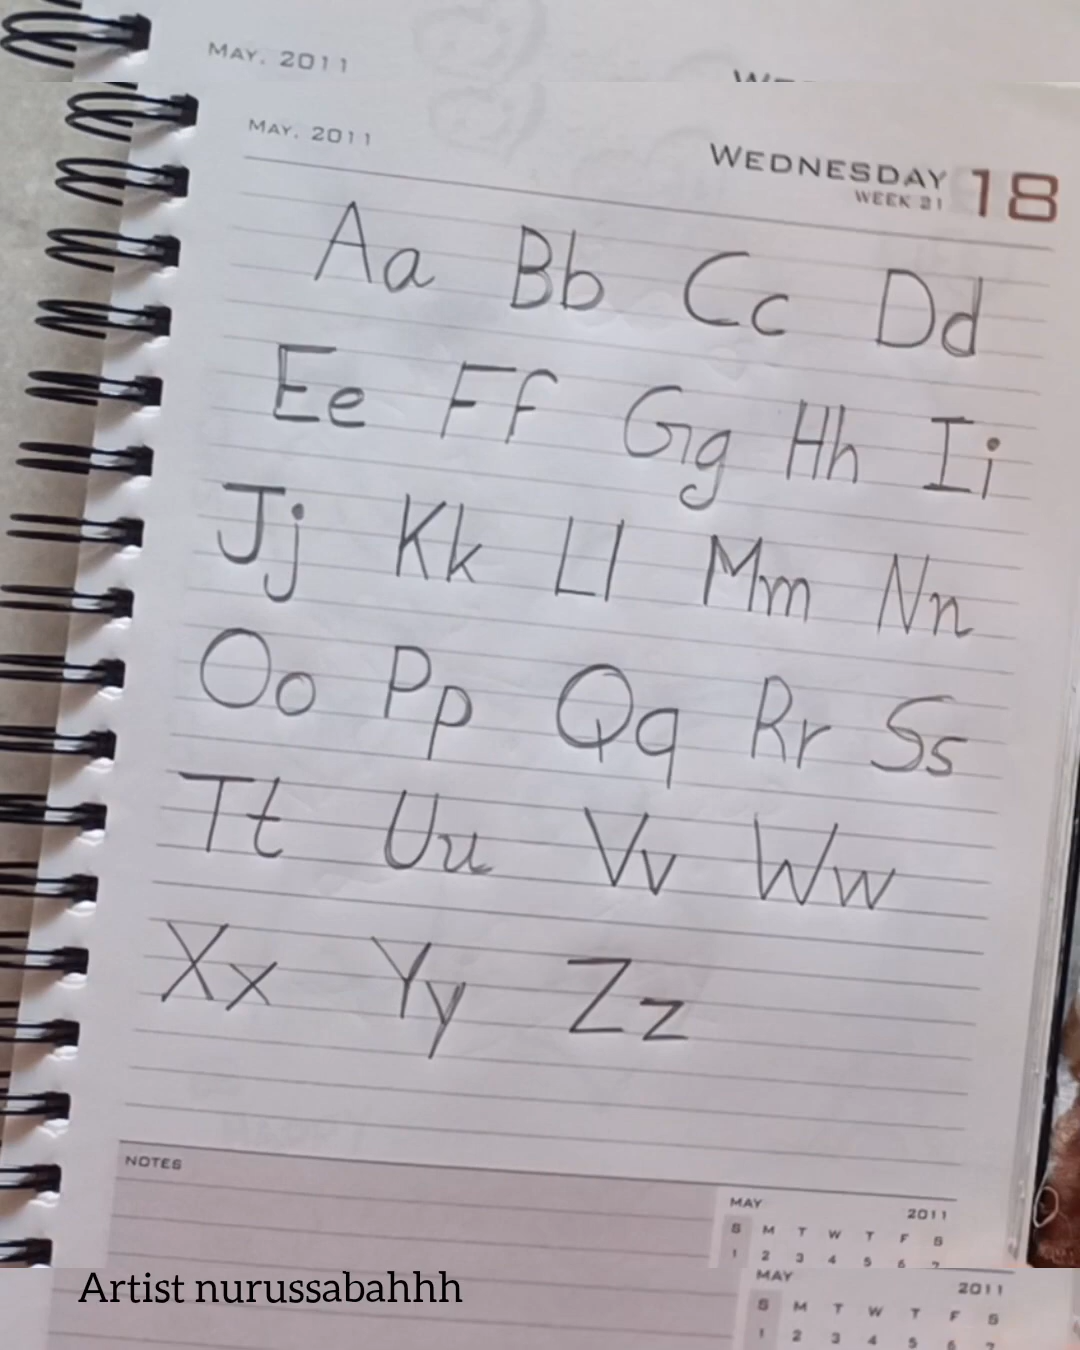 MAY. 2011
MAY. 2011
WEDNESDAY 18
WEEK 21
Aa Bb Cc Dd
Ee Ff Gg Hh Ii
Jj Kk Ll Mm Nn
Oo Pp Qq Rr Ss
Tt Uu Vv Ww
Xx Yy Zz
NOTES
MAY 2011
S M T W T F S
1 2 3 4 5 6 7
Artist nurussabahhh
MAY 2011
S M T W T F S
1 2 3 4 5 6 7